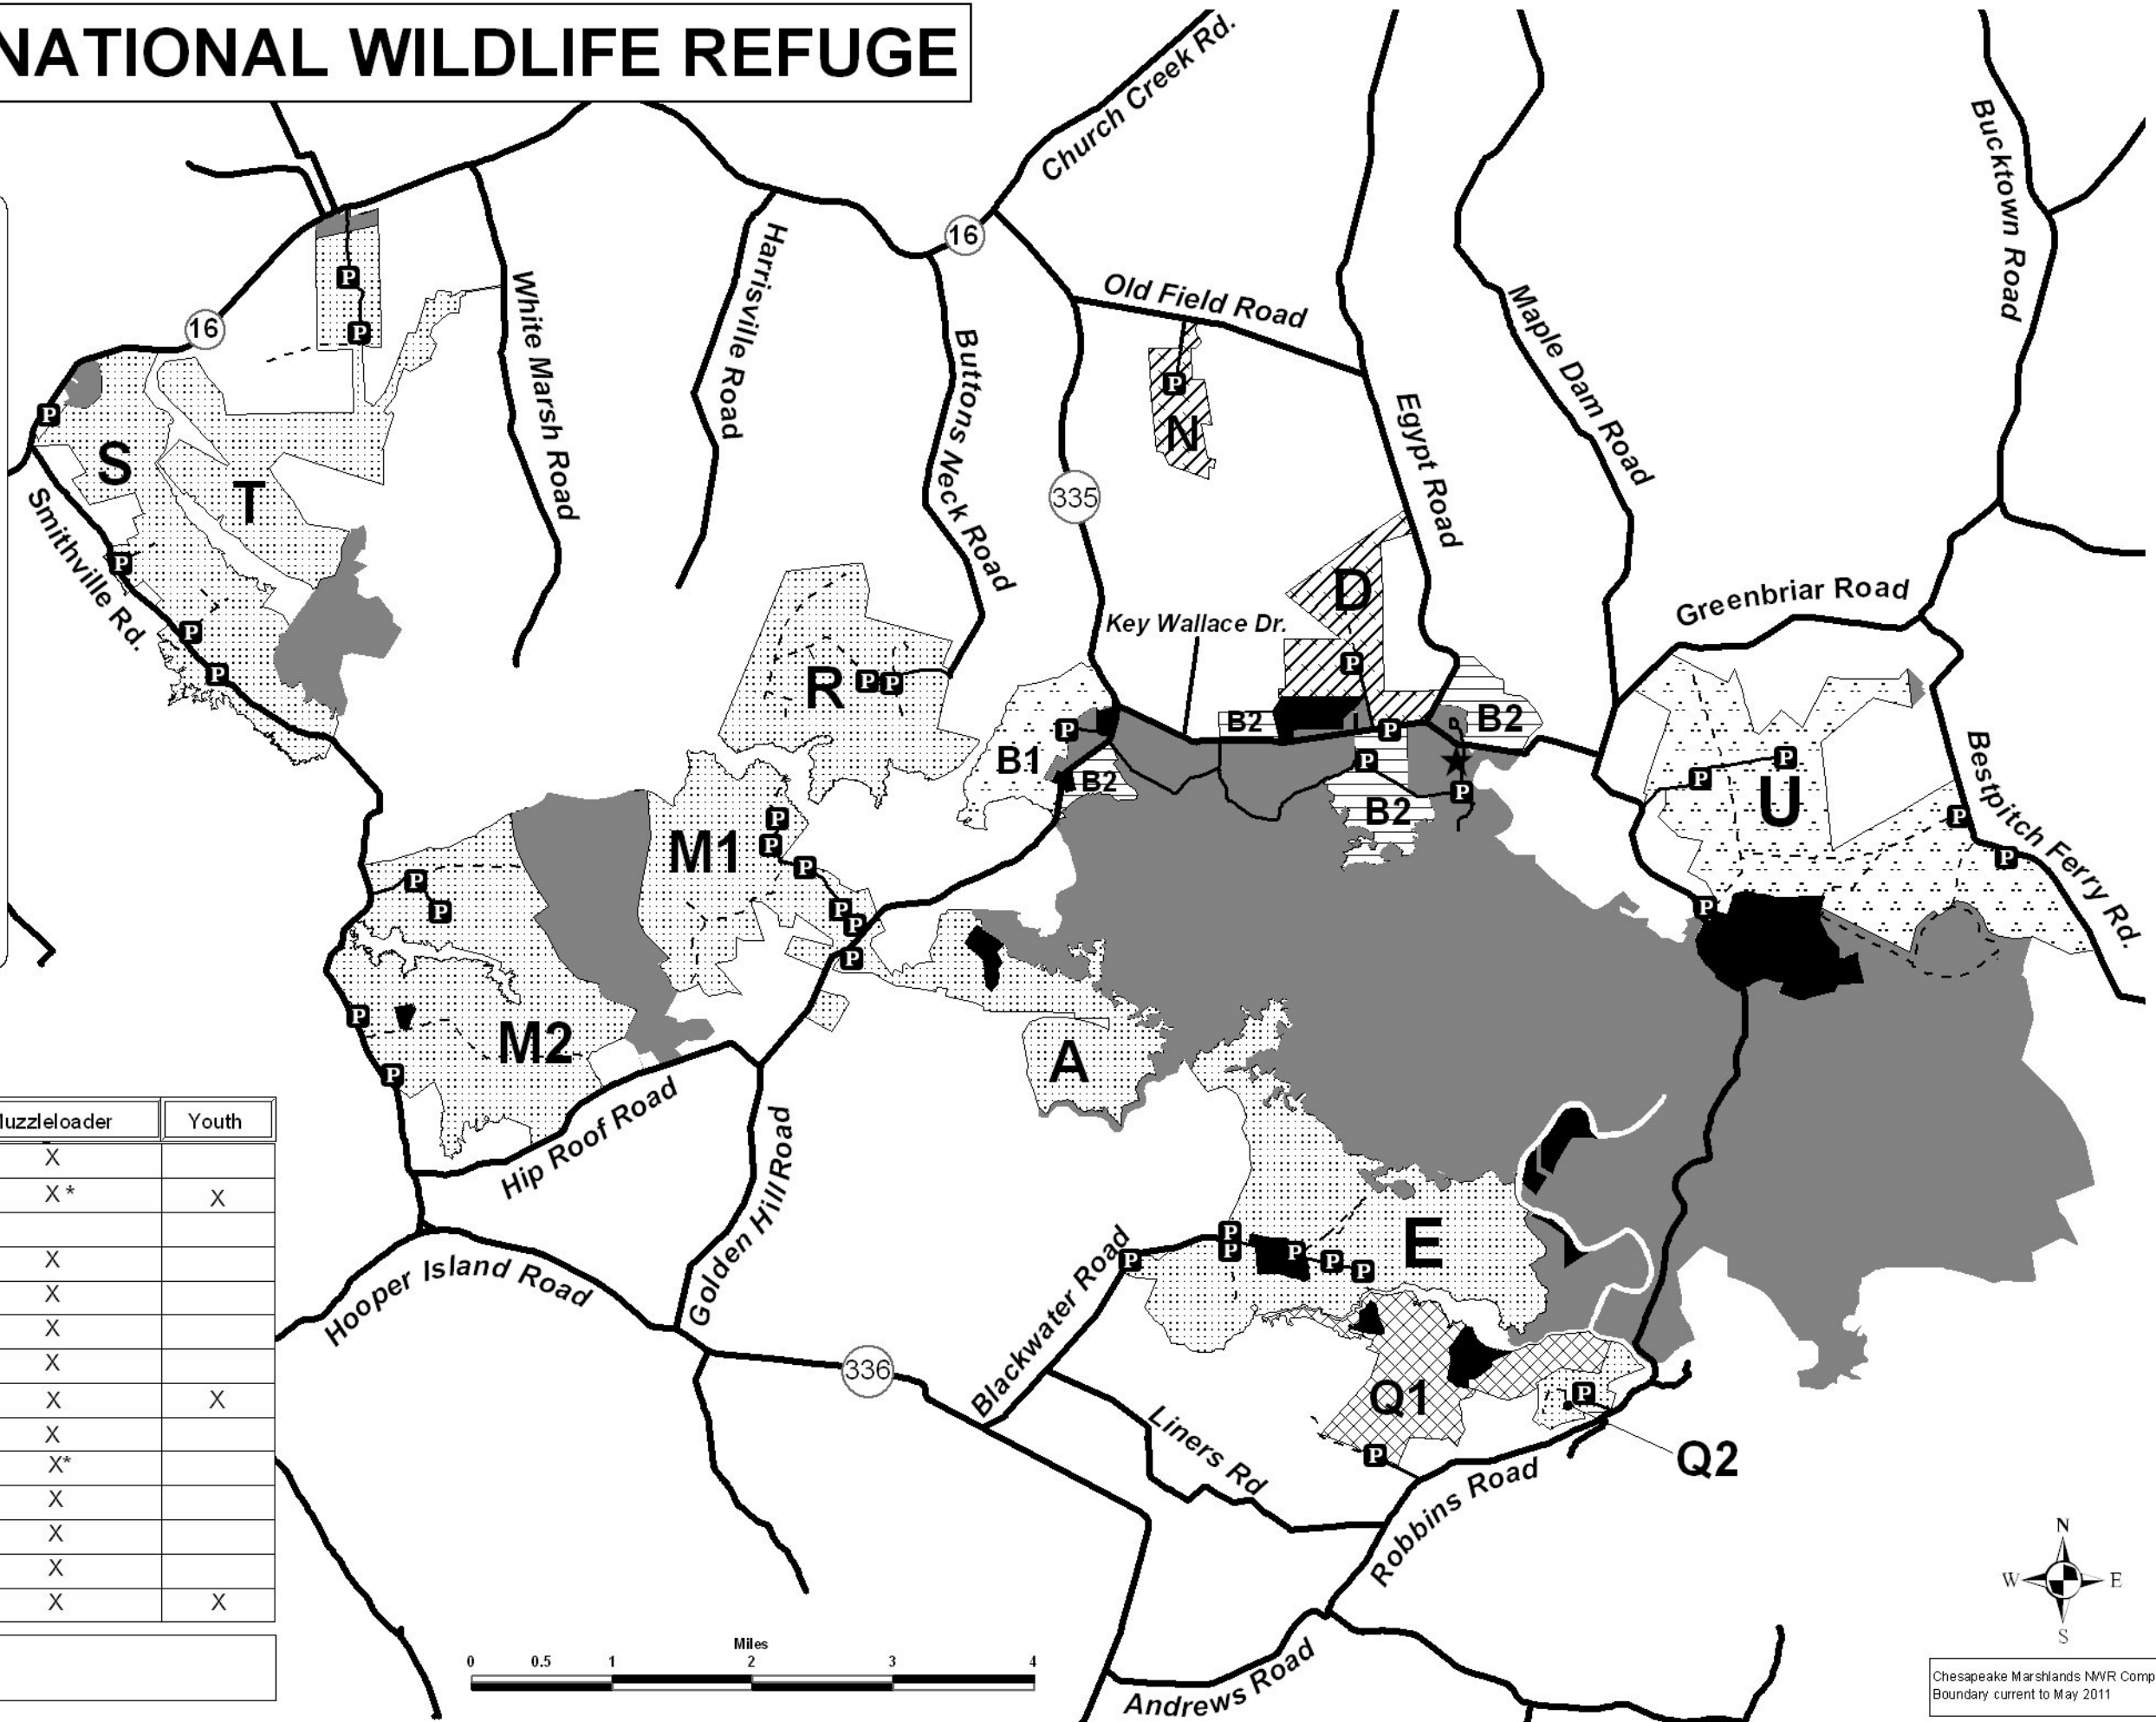 NATIONAL WILDLIFE REFUGE
Church Creek Rd.
Bucktown Road
16
Harrisville Road
White Marsh Road
Old Field Road
Maple Dam Road
16
Buttons Neck Road
P
P
P
P
N
Egypt Road
S
T
335
Smithville Rd.
P
P
P
D
Key Wallace Dr.
Greenbriar Road
R
P
P
P
B1
P
B2
P
B2
B2
P
B2
P
P
P
U
P
P
Bestpitch Ferry Rd.
P
M1
P
P
P
P
P
P
P
P
M2
P
P
A
Hip Roof Road
Golden Hill Road
Muzzleloader
Youth
X
X*
X
X
X
X
X
X
X
X
X*
X
X
X
X
X
Hooper Island Road
Blackwater Road
P
P
P
P
P
P
E
336
Q1
P
P
Q2
Liners Rd
Robbins Road
Andrews Road
Miles
0 0.5 1 2 3 4
N
W E
S
Chesapeake Marshlands NWR Comp
Boundary current to May 2011